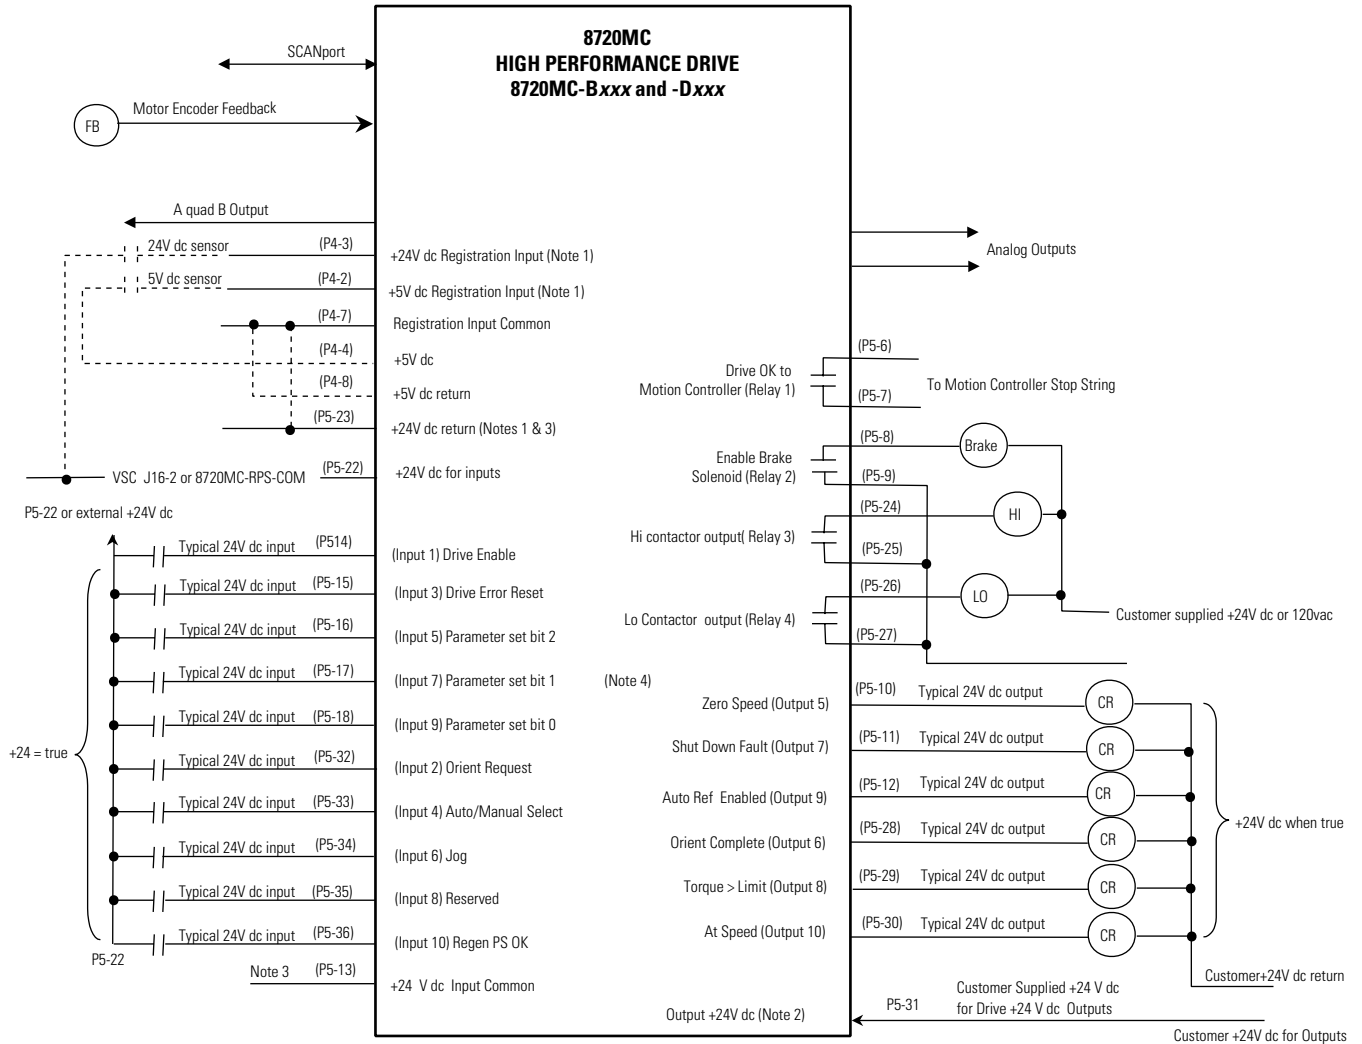 8720MC
HIGH PERFORMANCE DRIVE
8720MC-Bxxx and -Dxxx
SCANport
Motor Encoder Feedback
FB
A quad B Output
24V dc sensor
(P4-3)
+24V dc Registration Input (Note 1)
5V dc sensor
(P4-2)
+5V dc Registration Input (Note 1)
(P4-7)
Registration Input Common
(P4-4)
+5V dc
(P4-8)
+5V dc return
(P5-23)
+24V dc return (Notes 1 & 3)
VSC J16-2 or 8720MC-RPS-COM
(P5-22)
+24V dc for inputs
P5-22 or external +24V dc
Typical 24V dc input
(P514)
(Input 1) Drive Enable
Typical 24V dc input
(P5-15)
(Input 3) Drive Error Reset
Typical 24V dc input
(P5-16)
(Input 5) Parameter set bit 2
Typical 24V dc input
(P5-17)
(Input 7) Parameter set bit 1
(Note 4)
Typical 24V dc input
(P5-18)
(Input 9) Parameter set bit 0
+24 = true
Typical 24V dc input
(P5-32)
(Input 2) Orient Request
Typical 24V dc input
(P5-33)
(Input 4) Auto/Manual Select
Typical 24V dc input
(P5-34)
(Input 6) Jog
Typical 24V dc input
(P5-35)
(Input 8) Reserved
Typical 24V dc input
(P5-36)
(Input 10) Regen PS OK
P5-22
Note 3
(P5-13)
+24 V dc Input Common
Analog Outputs
Drive OK to
Motion Controller (Relay 1)
(P5-6)
(P5-7)
To Motion Controller Stop String
Enable Brake
Solenoid (Relay 2)
(P5-8)
Brake
(P5-9)
Hi contactor output( Relay 3)
(P5-24)
HI
(P5-25)
Lo Contactor output (Relay 4)
(P5-26)
LO
(P5-27)
Customer supplied +24V dc or 120vac
Zero Speed (Output 5)
(P5-10)
Typical 24V dc output
CR
Shut Down Fault (Output 7)
(P5-11)
Typical 24V dc output
CR
Auto Ref Enabled (Output 9)
(P5-12)
Typical 24V dc output
CR
+24V dc when true
Orient Complete (Output 6)
(P5-28)
Typical 24V dc output
CR
Torque > Limit (Output 8)
(P5-29)
Typical 24V dc output
CR
At Speed (Output 10)
(P5-30)
Typical 24V dc output
CR
Customer+24V dc return
Output +24V dc (Note 2)
P5-31
Customer Supplied +24 V dc
for Drive +24 V dc Outputs
Customer +24V dc for Outputs